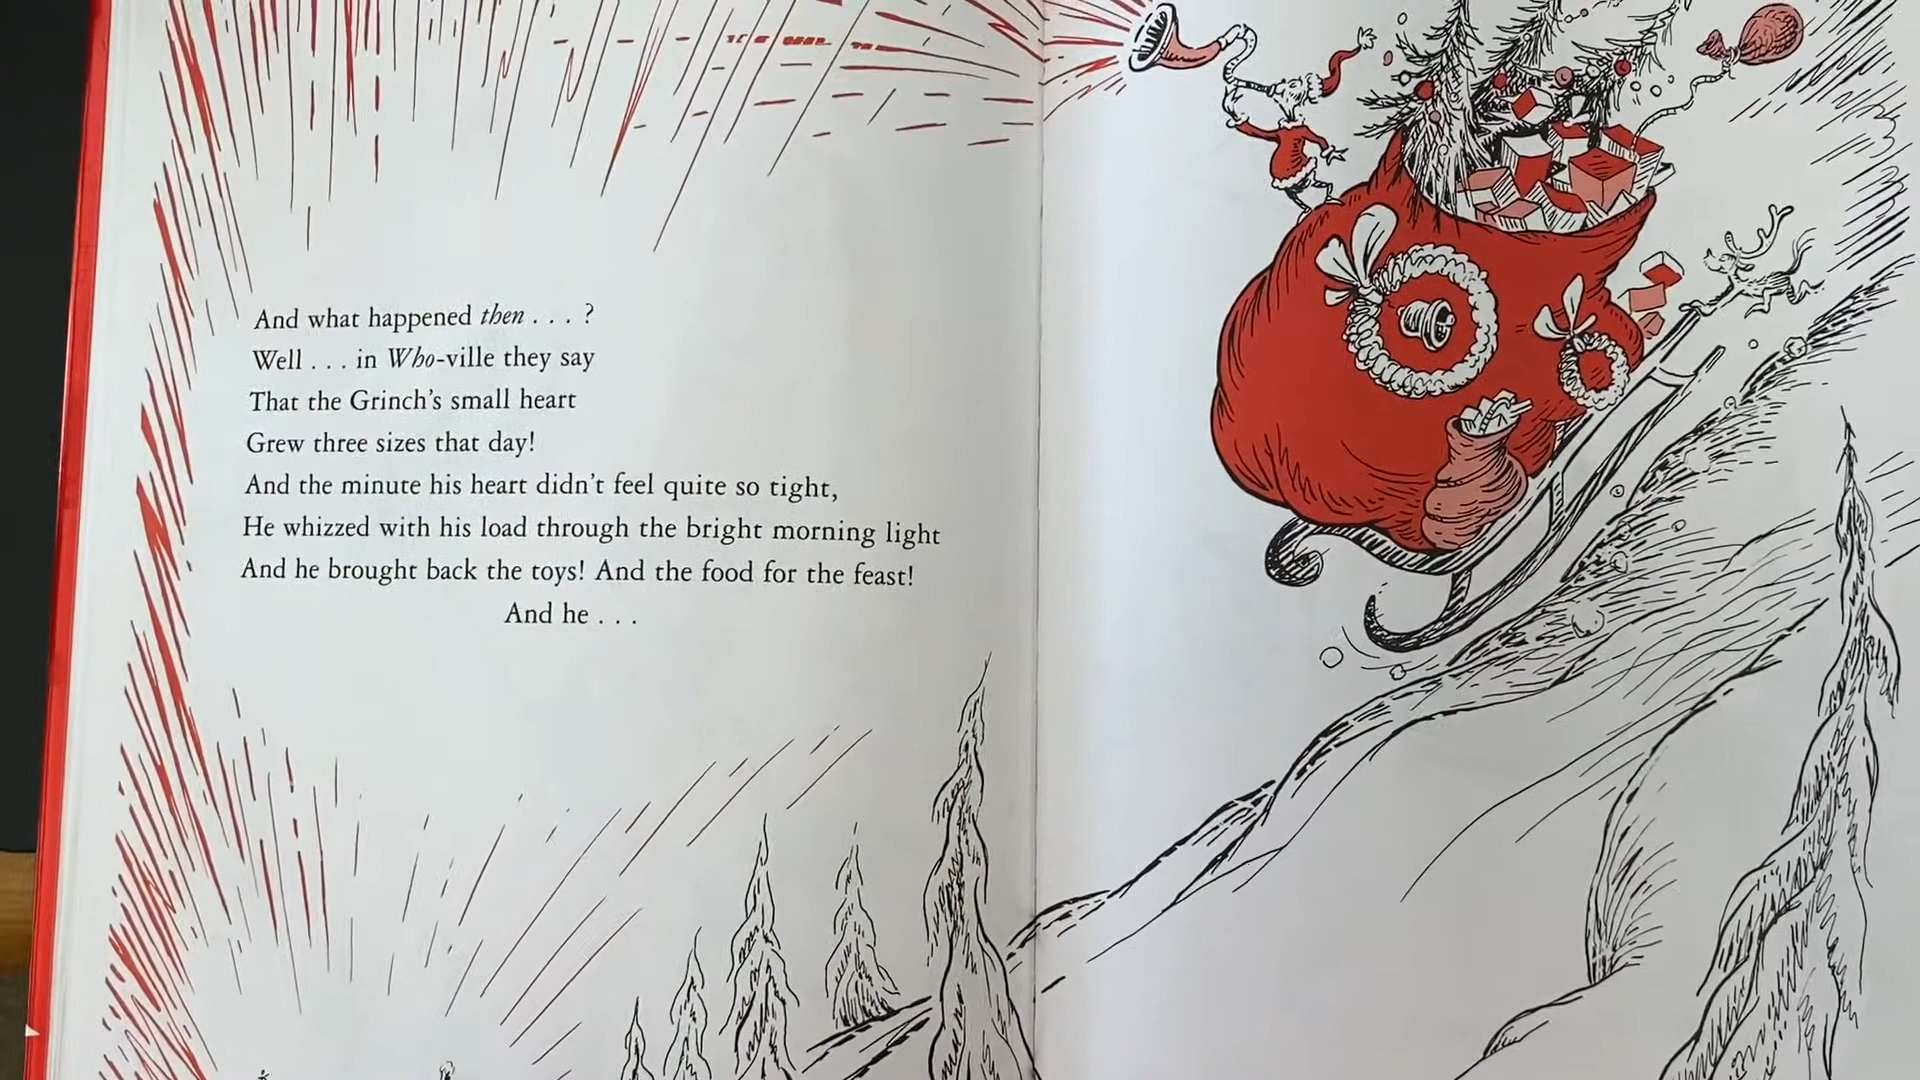 And what happened then . . . ?
Well . . . in Who-ville they say
That the Grinch's small heart
Grew three sizes that day!
And the minute his heart didn't feel quite so tight,
He whizzed with his load through the bright morning light
And he brought back the toys! And the food for the feast!
And he . . .